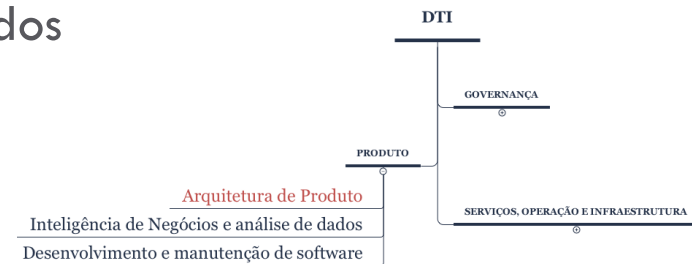 dos
DTI
GOVERNANÇA
PRODUTO
Arquitetura de Produto
Inteligência de Negócios e análise de dados
Desenvolvimento e manutenção de software
SERVIÇOS, OPERAÇÃO E INFRAESTRUTURA